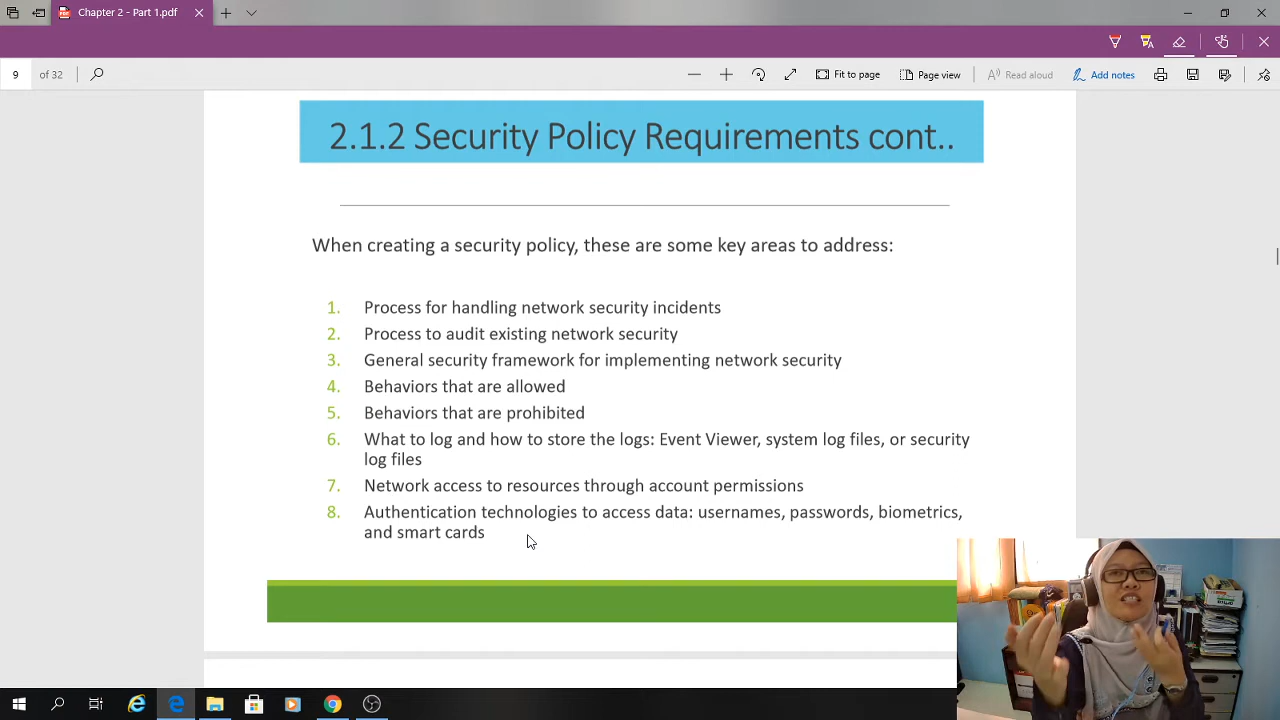 Chapter 2 - Part 1.pdf
9 of 32
Fit to page
Page view
Read aloud
Add notes
2.1.2 Security Policy Requirements cont..
When creating a security policy, these are some key areas to address:
1. Process for handling network security incidents
2. Process to audit existing network security
3. General security framework for implementing network security
4. Behaviors that are allowed
5. Behaviors that are prohibited
6. What to log and how to store the logs: Event Viewer, system log files, or security
log files
7. Network access to resources through account permissions
8. Authentication technologies to access data: usernames, passwords, biometrics,
and smart cards